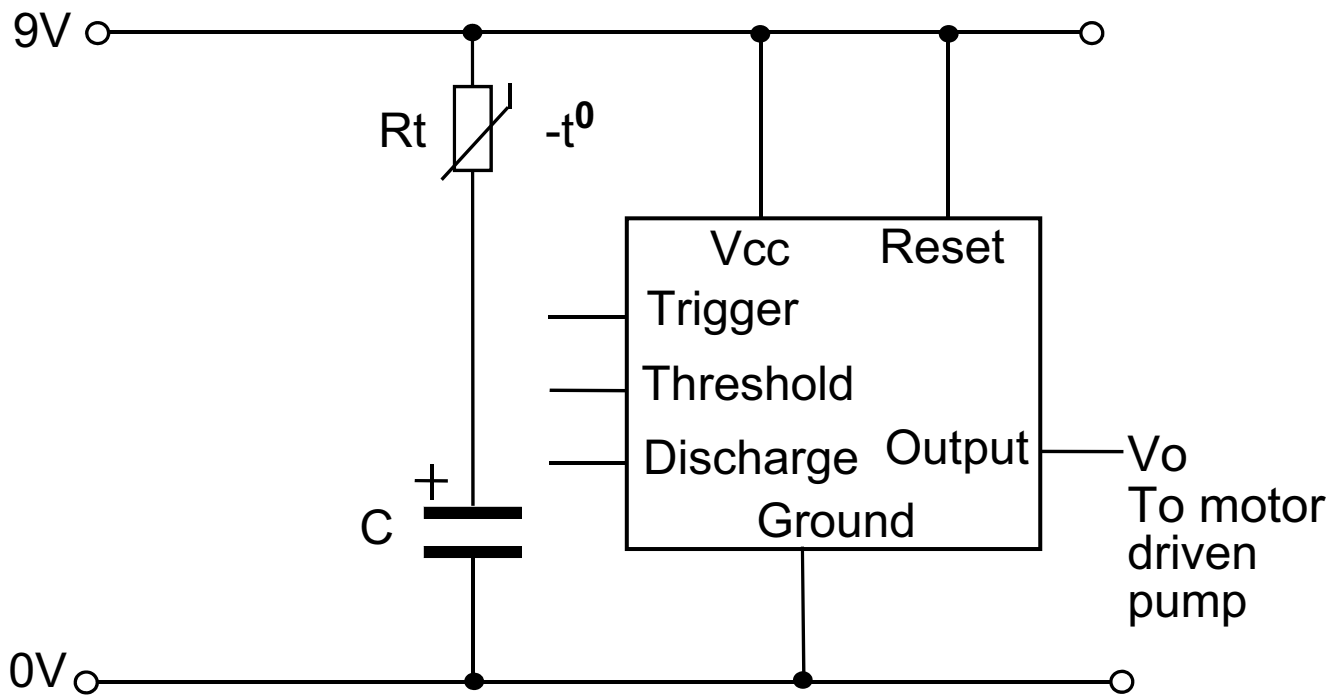 9V
Rt
-t⁰
Vcc
Reset
Trigger
Threshold
Discharge
Output
Ground
+
C
Vo
To motor
driven
pump
0V